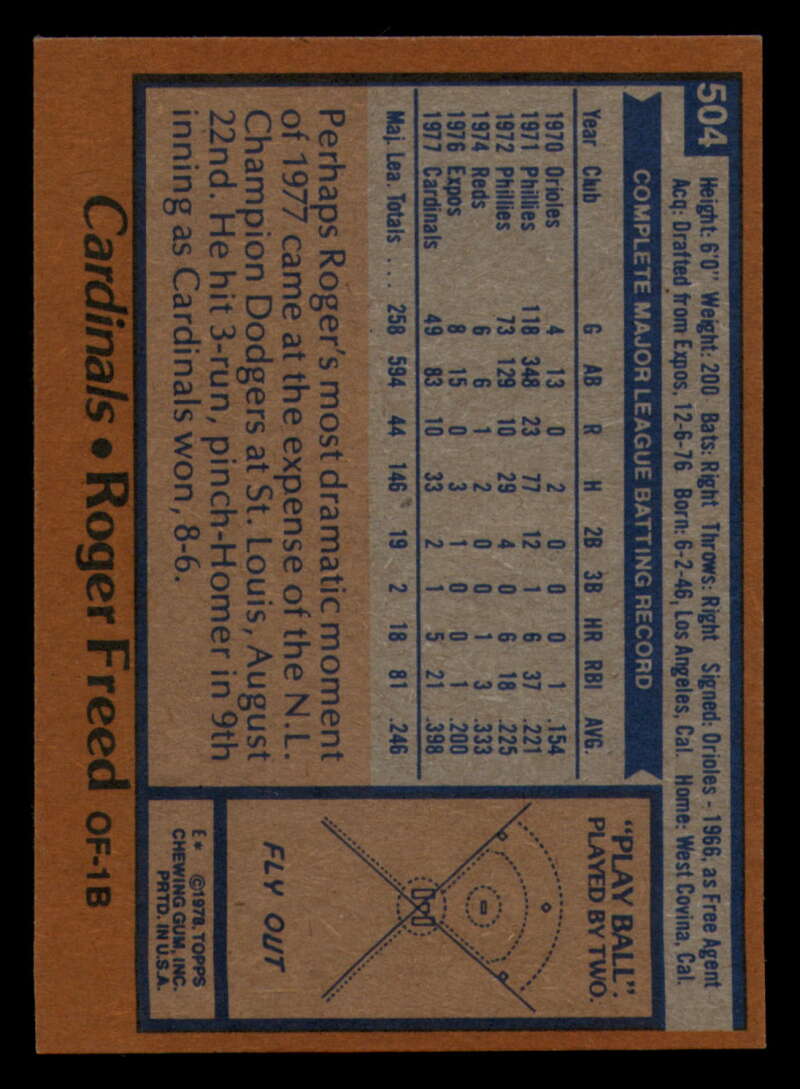 504
Height: 6'0" Weight: 200 Bats: Right Throws: Right Signed: Orioles - 1966, as Free Agent
Acq: Drafted from Expos, 12-6-76 Born: 6-2-46, Los Angeles, Cal. Home: West Covina, Cal.
COMPLETE MAJOR LEAGUE BATTING RECORD
Year Club G AB R H 2B 3B HR RBI AVG.
1970 Orioles 4 13 0 2 0 0 0 1 .154
1971 Phillies 118 348 23 77 12 1 6 37 .221
1972 Phillies 73 129 10 29 4 0 6 18 .225
1974 Reds 6 6 1 2 0 0 1 3 .333
1976 Expos 8 15 0 3 1 0 0 1 .200
1977 Cardinals 49 83 10 33 2 1 5 21 .398
Maj. Lea. Totals .... 258 594 44 146 19 2 18 81 .246
Perhaps Roger's most dramatic moment
of 1977 came at the expense of the N.L.
Champion Dodgers at St. Louis, August
22nd. He hit 3-run, pinch-Homer in 9th
inning as Cardinals won, 8-6.
"PLAY BALL".
PLAYED BY TWO.
FLY OUT
E* ©1978, TOPPS
CHEWING GUM, INC.
PRTD. IN U.S.A.
Cardinals • Roger Freed OF-1B